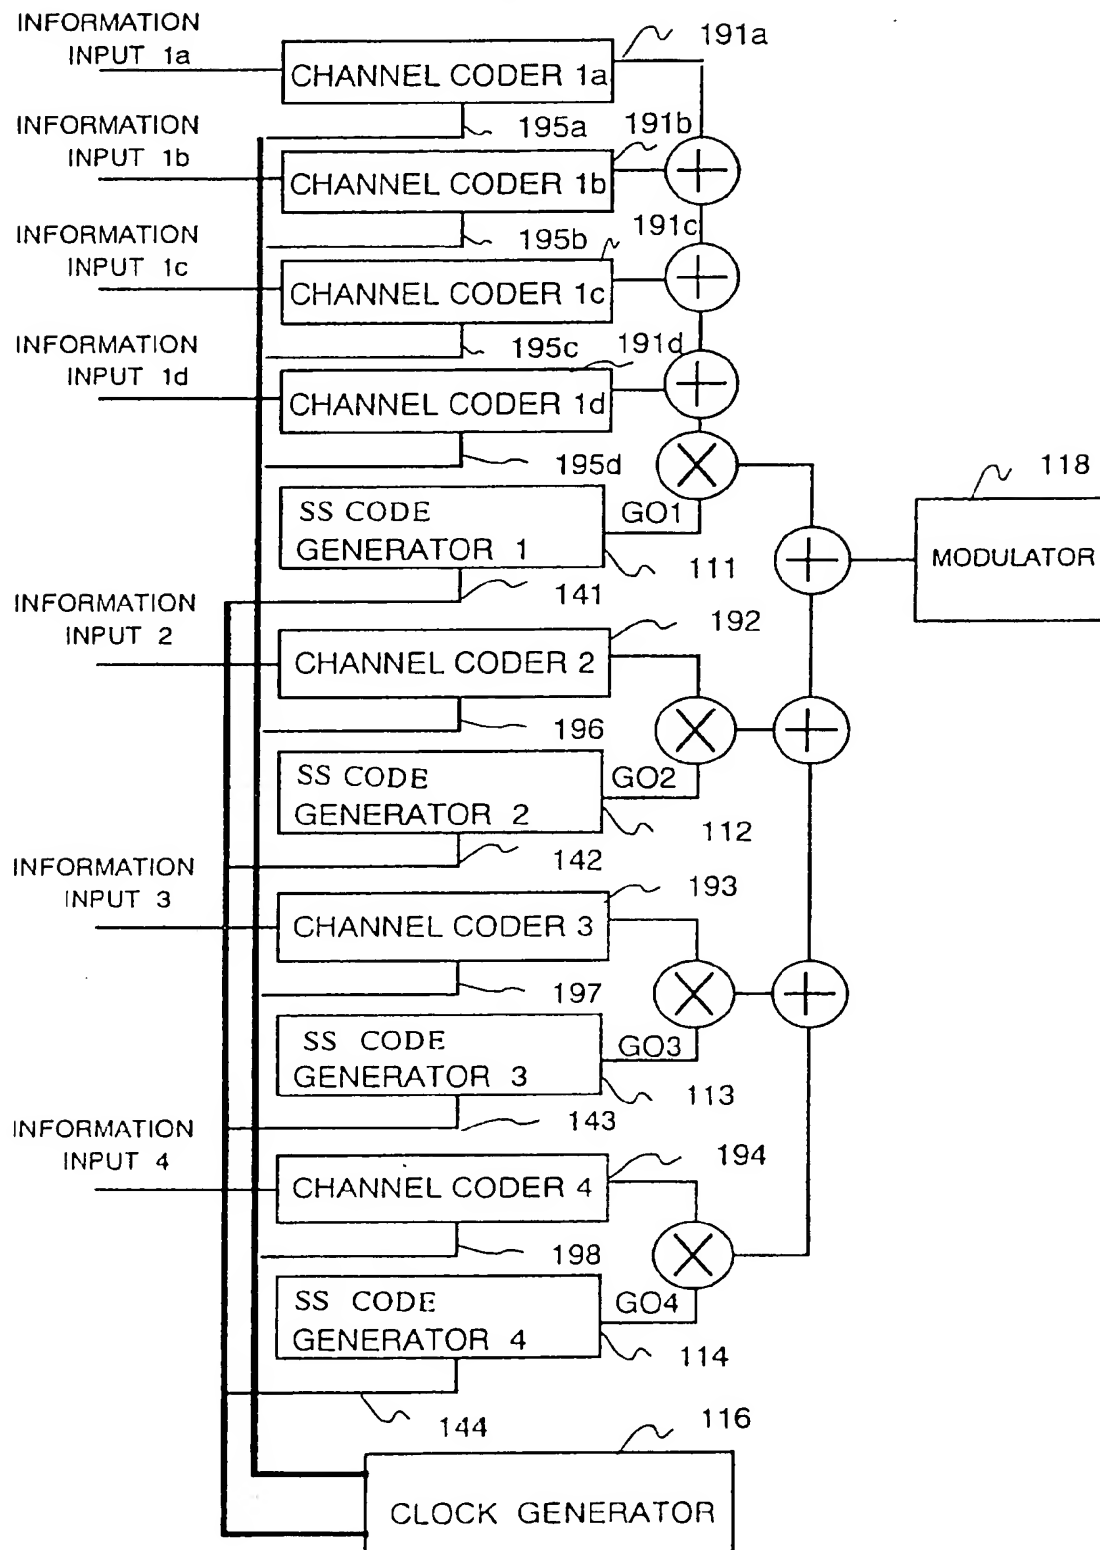 INFORMATION
INPUT 1a
CHANNEL CODER 1a
191a
195a
INFORMATION
INPUT 1b
CHANNEL CODER 1b
191b
195b
INFORMATION
INPUT 1c
CHANNEL CODER 1c
191c
195c
INFORMATION
INPUT 1d
CHANNEL CODER 1d
191d
195d
SS CODE
GENERATOR 1
GO1
111
141
118
MODULATOR
INFORMATION
INPUT 2
CHANNEL CODER 2
192
196
SS CODE
GENERATOR 2
GO2
112
142
INFORMATION
INPUT 3
CHANNEL CODER 3
193
197
SS CODE
GENERATOR 3
GO3
113
143
INFORMATION
INPUT 4
CHANNEL CODER 4
194
198
SS CODE
GENERATOR 4
GO4
114
144
116
CLOCK GENERATOR